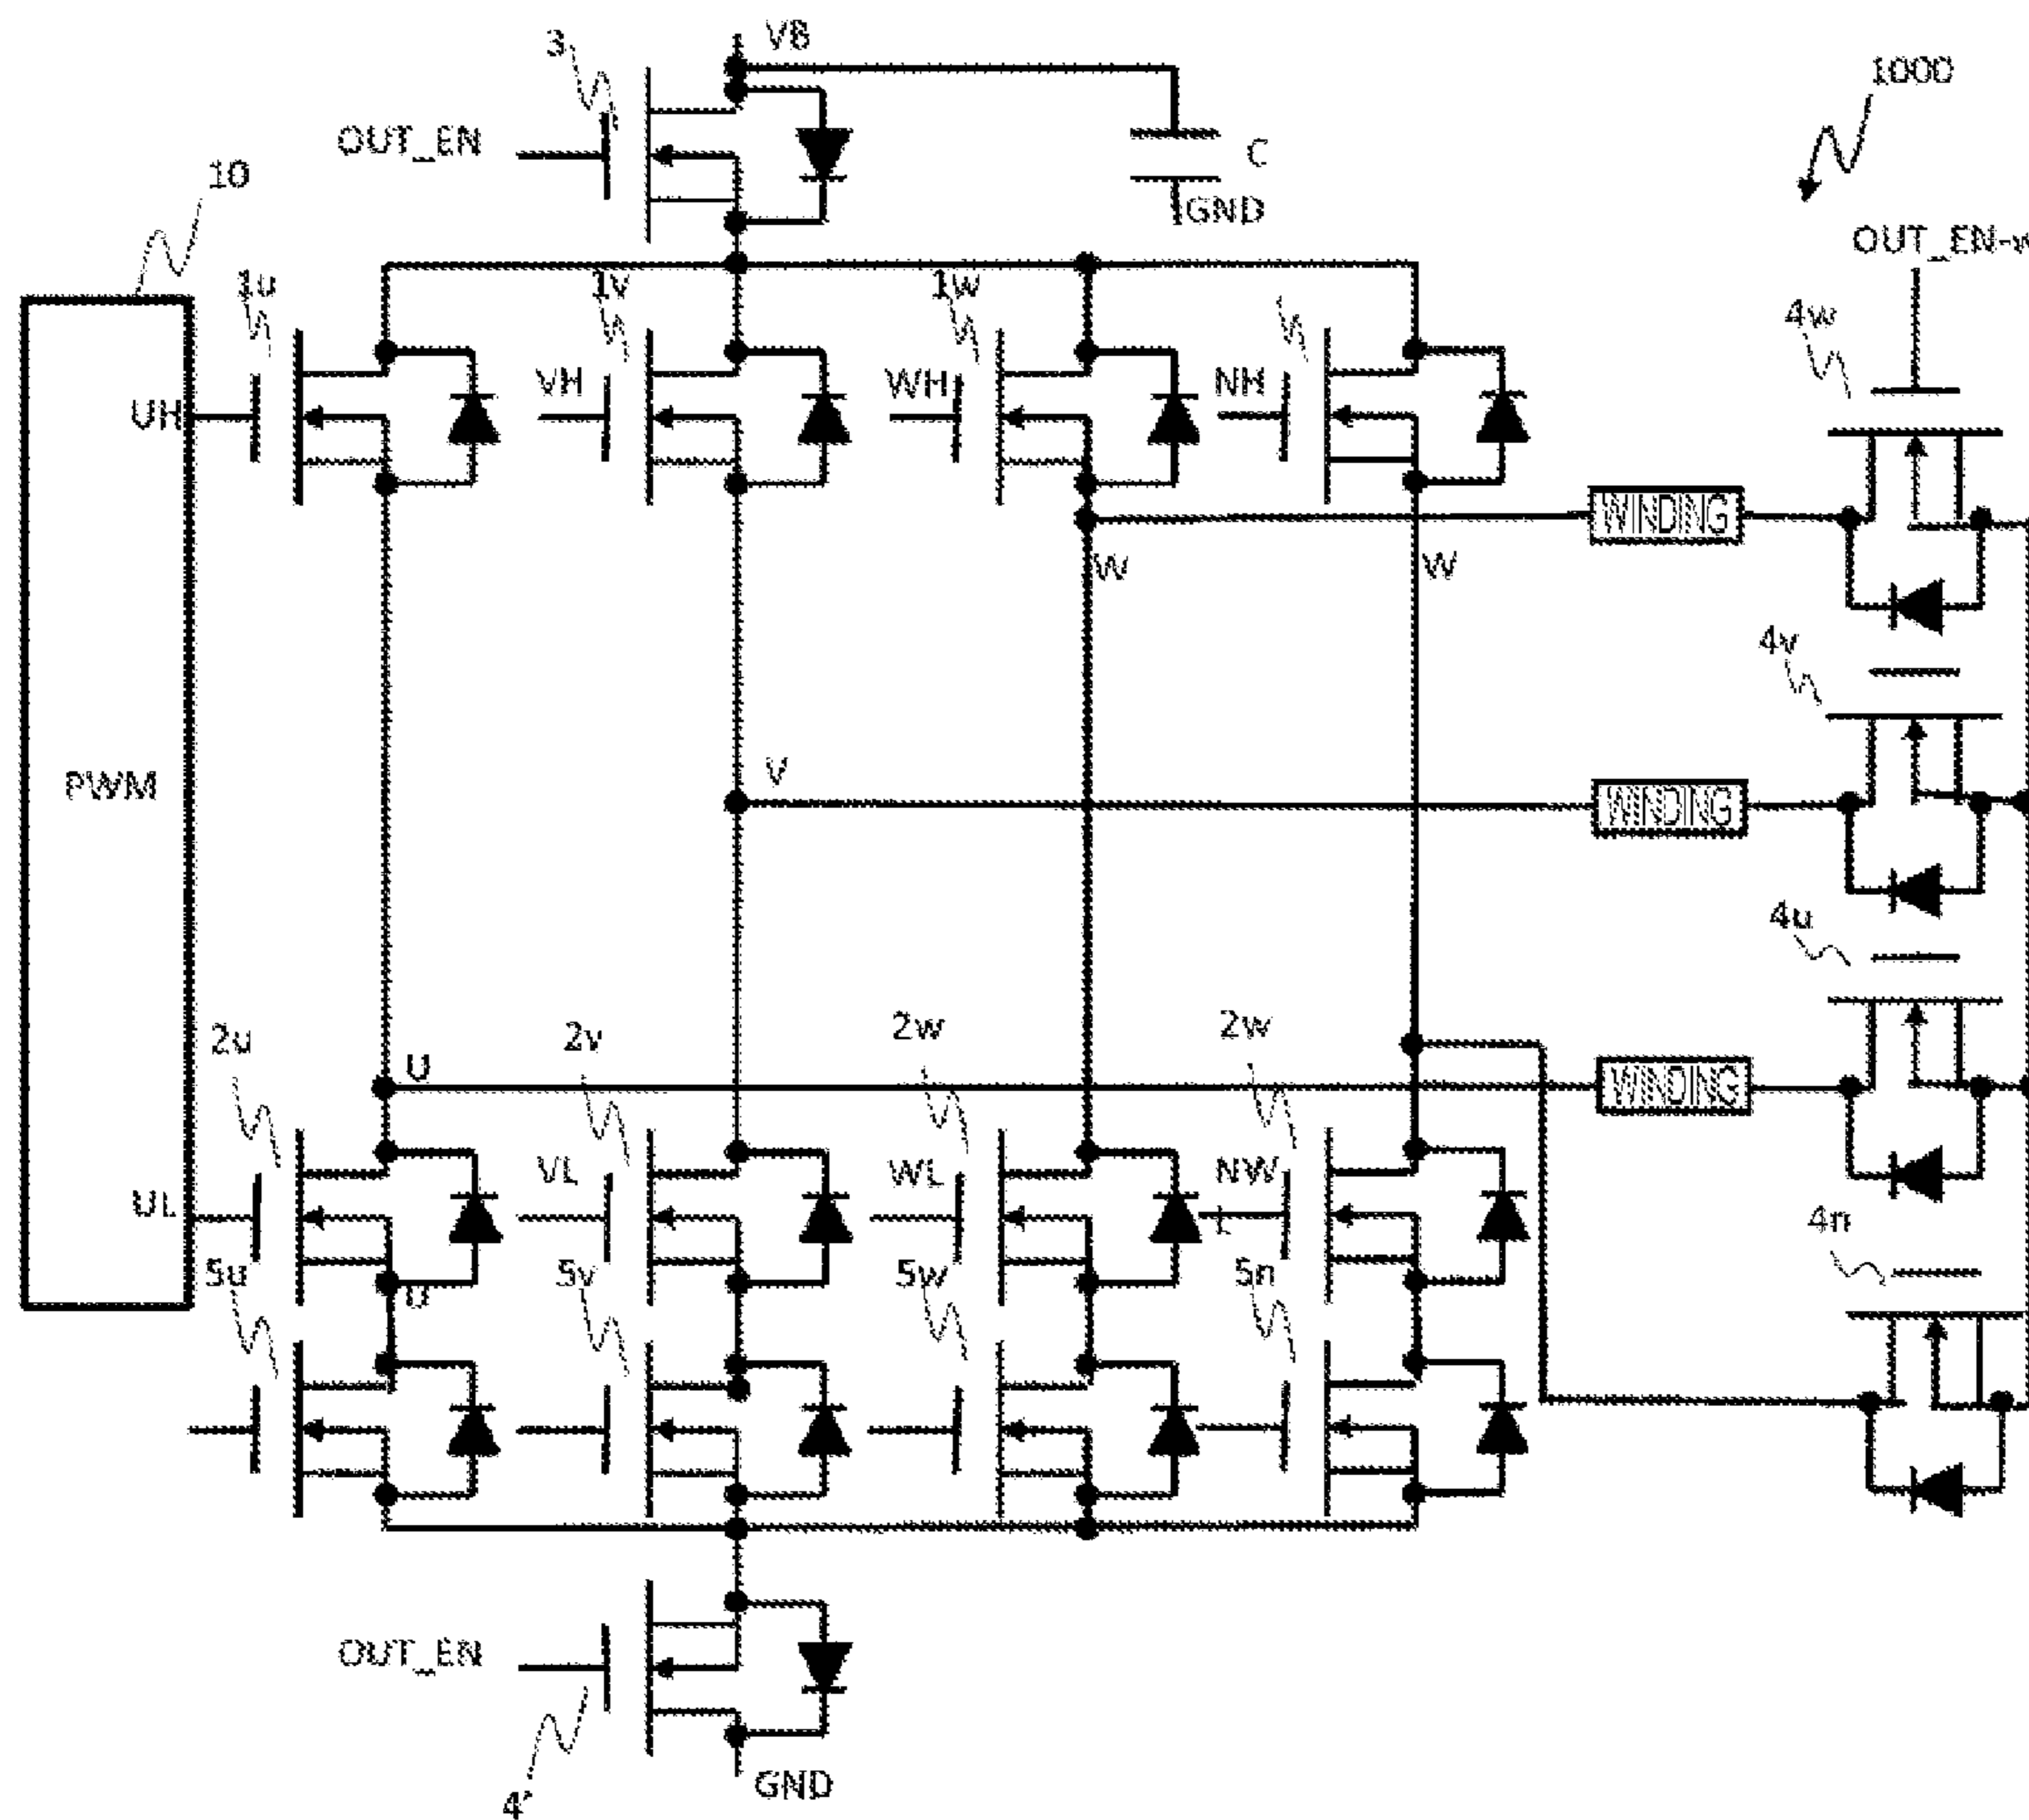 3
VB
1000
OUT_EN
C
10
GND
OUT_EN-w
1u
1v
1w
4w
UH
VH
WH
NH
WINDING
W
W
4v
PWM
V
WINDING
4u
2u
2v
2w
2w
U
WINDING
UL
VL
WL
NW
L
4n
5u
U
5v
5w
5n
OUT_EN
GND
4'